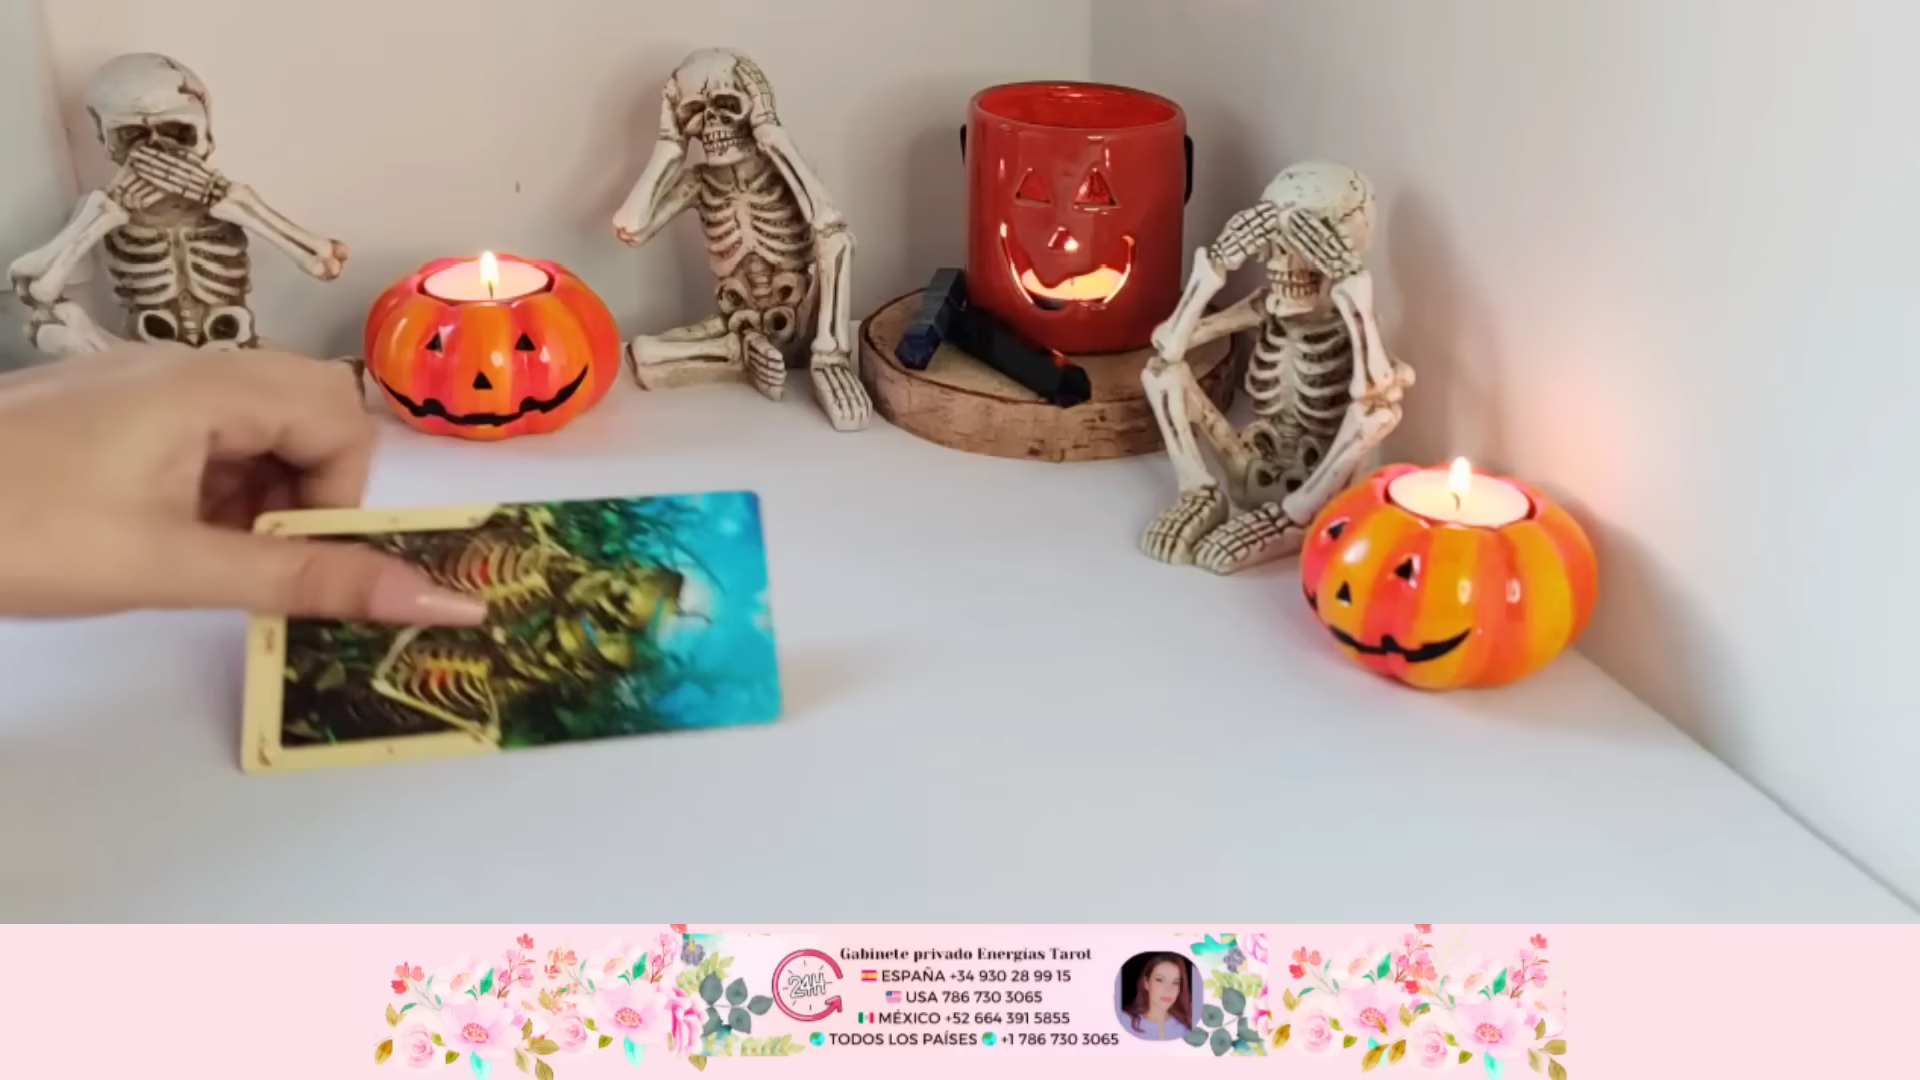 Gabinete privado Energías Tarot
24H
ESPAÑA +34 930 28 99 15
USA 786 730 3065
MÉXICO +52 664 391 5855
TODOS LOS PAÍSES +1 786 730 3065